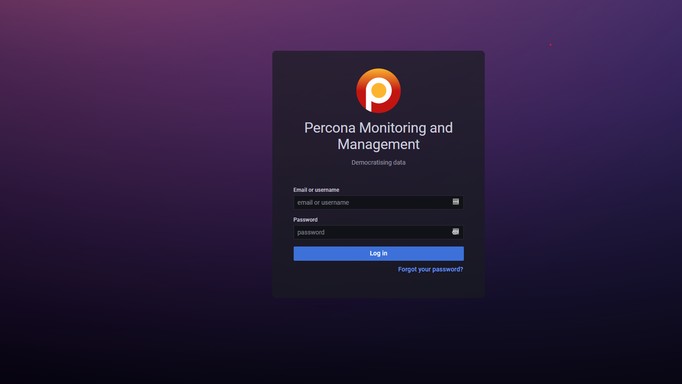 Percona Monitoring and
Management
Democratising data
Email or username
email or username
Password
password
Log in
Forgot your password?